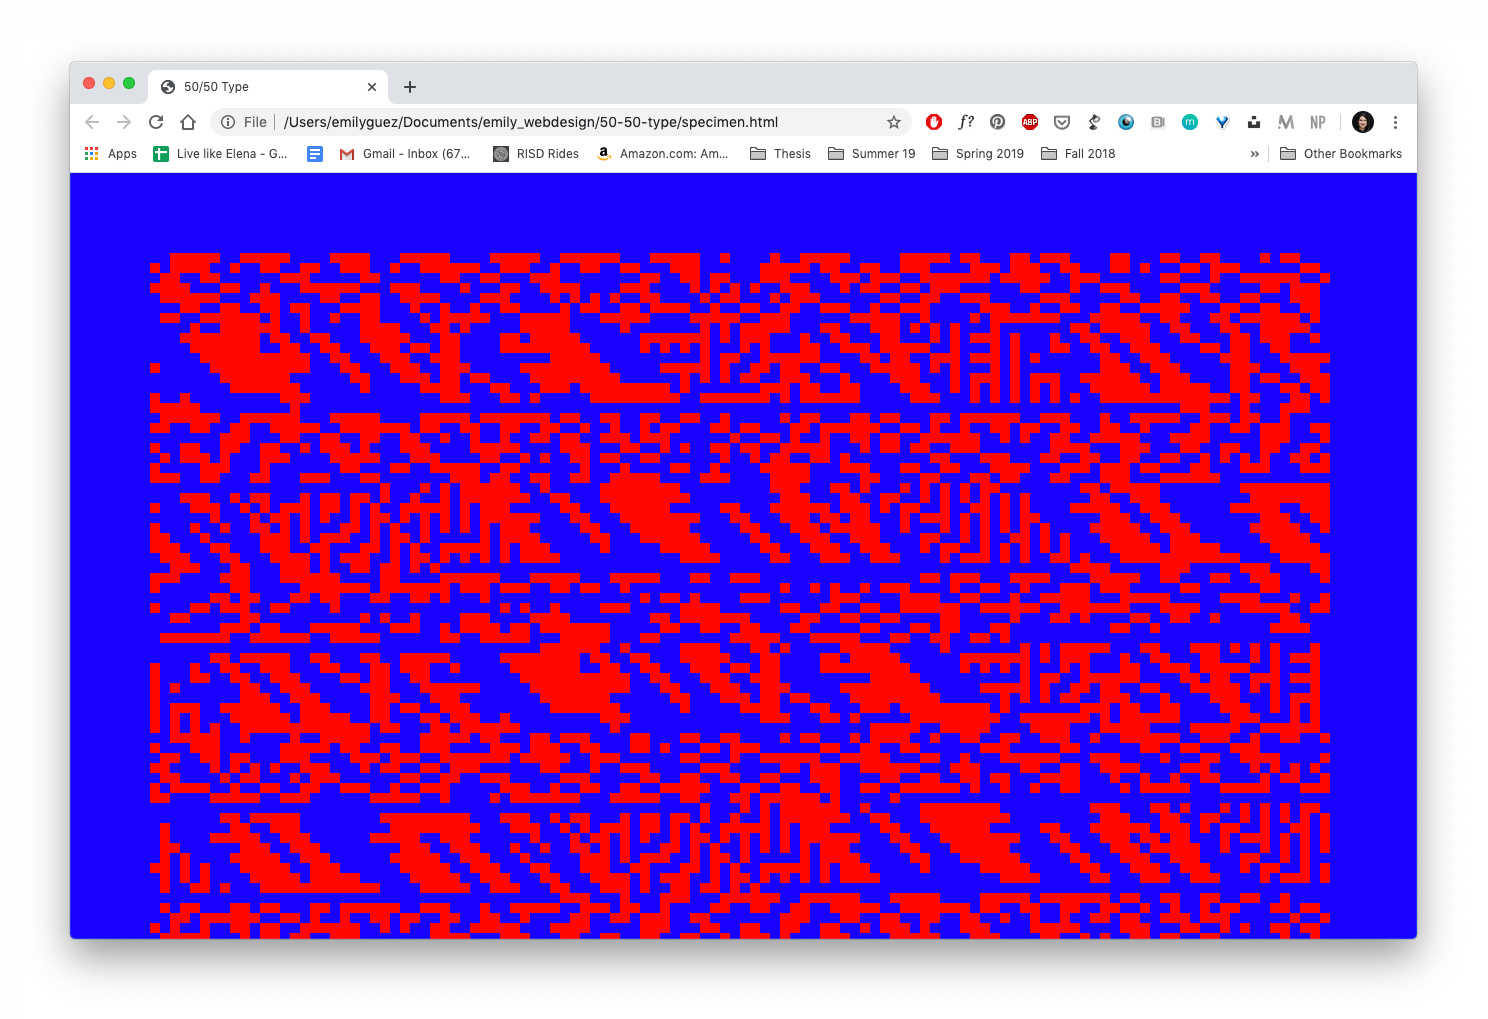 50/50 Type
File /Users/emilyguez/Documents/emily_webdesign/50-50-type/specimen.html f? ABP B| m M NP
Apps Live like Elena - G... Gmail - Inbox (67... RISD Rides Amazon.com: Am... Thesis Summer 19 Spring 2019 Fall 2018 » Other Bookmarks